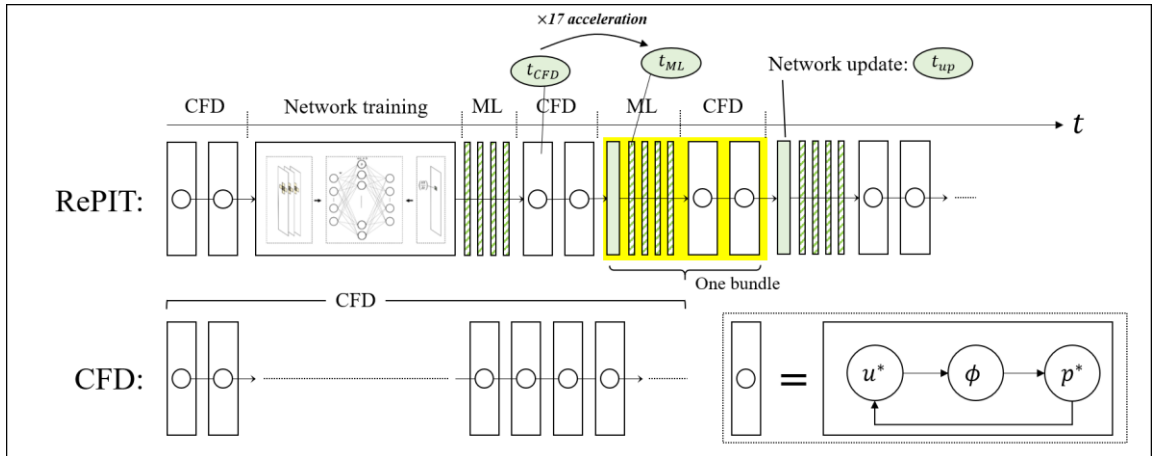 ×17 acceleration
t_CFD
t_ML
Network update: t_up
CFD Network training ML CFD ML CFD
t
RePIT:
One bundle
CFD
CFD:
=
u* ϕ p*